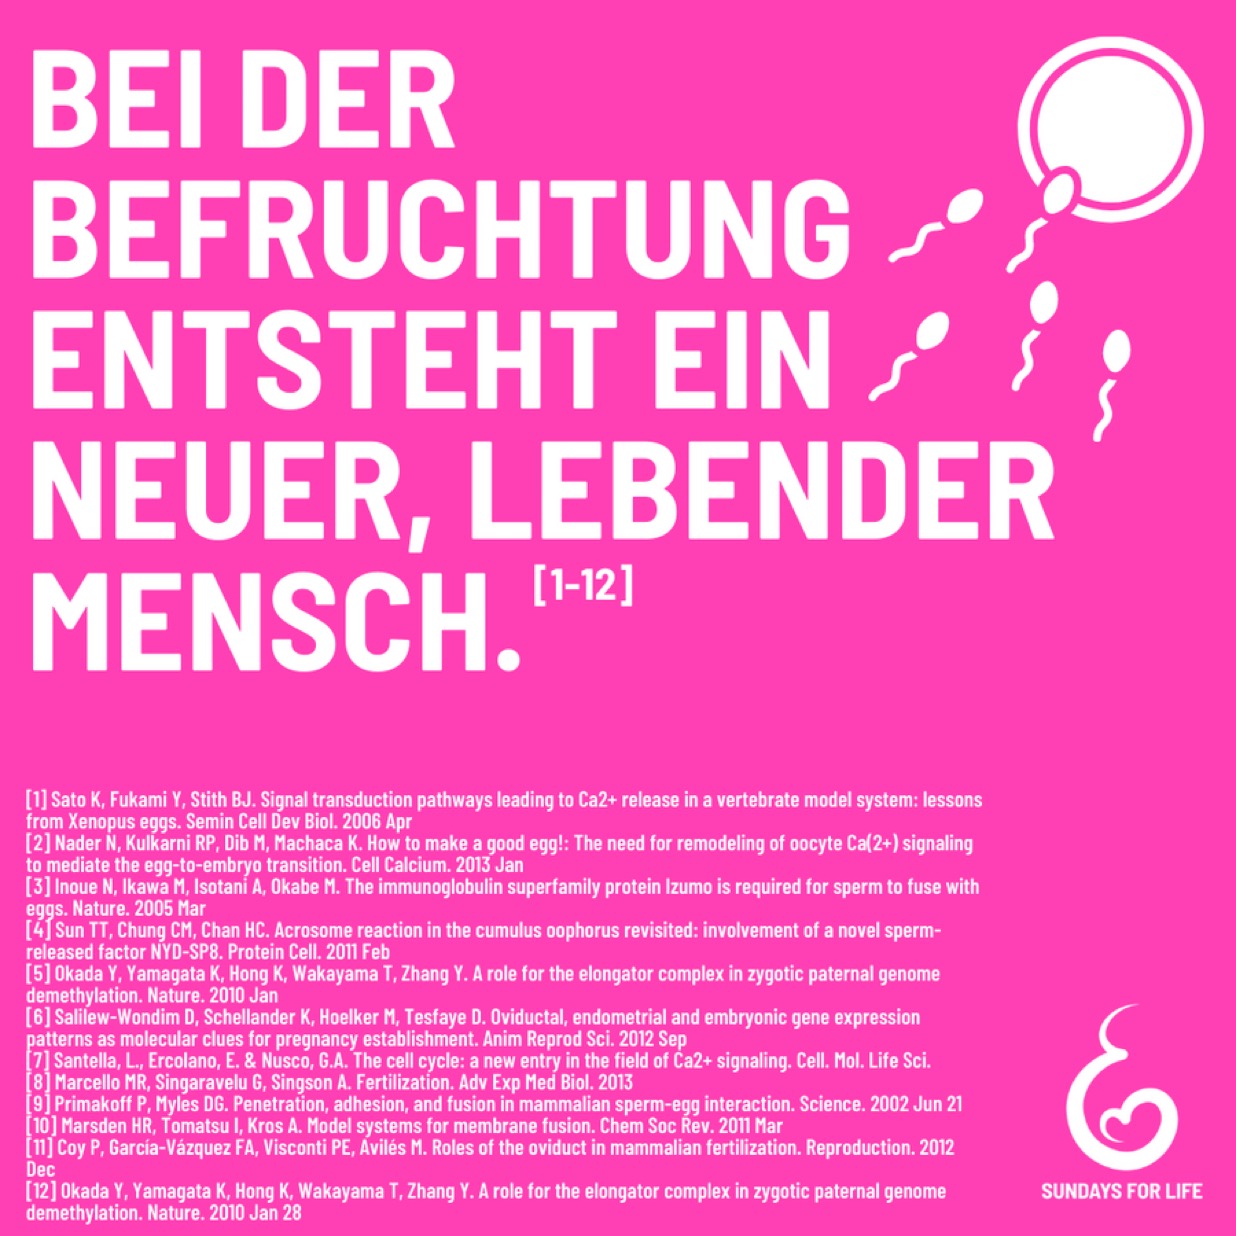 BEI DER
BEFRUCHTUNG
ENTSTEHT EIN
NEUER, LEBENDER
MENSCH. [1-12]
[1] Sato K, Fukami Y, Stith BJ. Signal transduction pathways leading to Ca2+ release in a vertebrate model system: lessons
from Xenopus eggs. Semin Cell Dev Biol. 2006 Apr
[2] Nader N, Kulkarni RP, Dib M, Machaca K. How to make a good egg!: The need for remodeling of oocyte Ca(2+) signaling
to mediate the egg-to-embryo transition. Cell Calcium. 2013 Jan
[3] Inoue N, Ikawa M, Isotani A, Okabe M. The immunoglobulin superfamily protein Izumo is required for sperm to fuse with
eggs. Nature. 2005 Mar
[4] Sun TT, Chung CM, Chan HC. Acrosome reaction in the cumulus oophorus revisited: involvement of a novel sperm-
released factor NYD-SP8. Protein Cell. 2011 Feb
[5] Okada Y, Yamagata K, Hong K, Wakayama T, Zhang Y. A role for the elongator complex in zygotic paternal genome
demethylation. Nature. 2010 Jan
[6] Salilew-Wondim D, Schellander K, Hoelker M, Tesfaye D. Oviductal, endometrial and embryonic gene expression
patterns as molecular clues for pregnancy establishment. Anim Reprod Sci. 2012 Sep
[7] Santella, L., Ercolano, E. & Nusco, G.A. The cell cycle: a new entry in the field of Ca2+ signaling. Cell. Mol. Life Sci.
[8] Marcello MR, Singaravelu G, Singson A. Fertilization. Adv Exp Med Biol. 2013
[9] Primakoff P, Myles DG. Penetration, adhesion, and fusion in mammalian sperm-egg interaction. Science. 2002 Jun 21
[10] Marsden HR, Tomatsu I, Kros A. Model systems for membrane fusion. Chem Soc Rev. 2011 Mar
[11] Coy P, García-Vázquez FA, Visconti PE, Avilés M. Roles of the oviduct in mammalian fertilization. Reproduction. 2012
Dec
[12] Okada Y, Yamagata K, Hong K, Wakayama T, Zhang Y. A role for the elongator complex in zygotic paternal genome
demethylation. Nature. 2010 Jan 28
SUNDAYS FOR LIFE